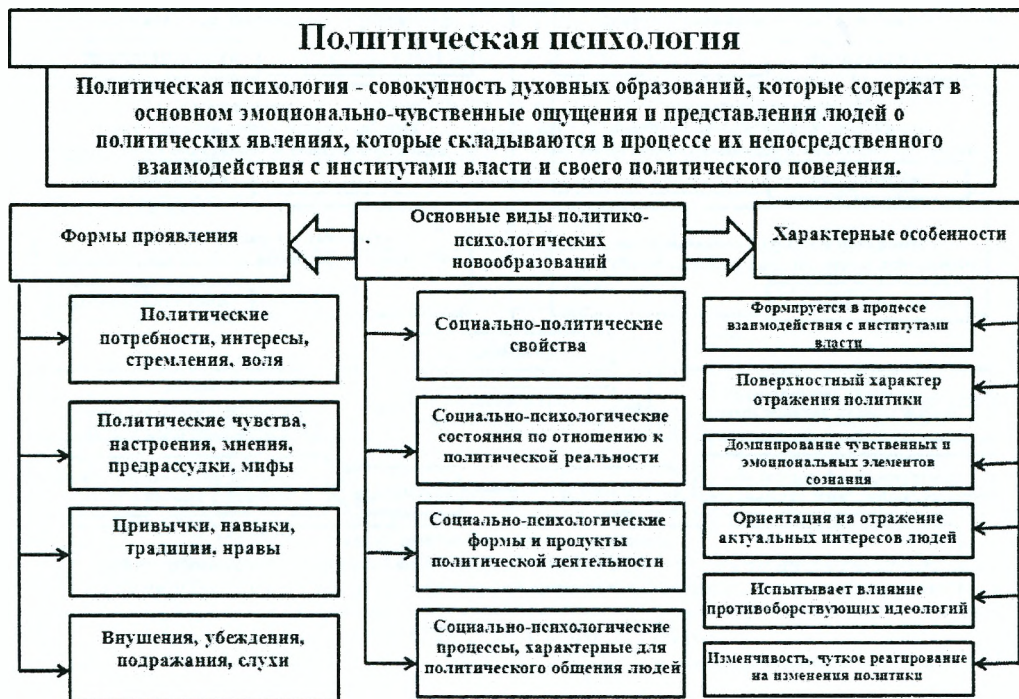 Политическая психология
Политическая психология - совокупность духовных образований, которые содержат в
основном эмоционально-чувственные ощущения и представления людей о
политических явлениях, которые складываются в процессе их непосредственного
взаимодействия с институтами власти и своего политического поведения.
Формы проявления
Основные виды политико-
психологических
новообразований
Характерные особенности
Политические
потребности, интересы,
стремления, воля
Политические чувства,
настроения, мнения,
предрассудки, мифы
Привычки, навыки,
традиции, нравы
Внушения, убеждения,
подражания, слухи
Социально-политические
свойства
Социально-психологические
состояния по отношению к
политической реальности
Социально-психологические
формы и продукты
политической деятельности
Социально-психологические
процессы, характерные для
политического общения людей
Формируется в процессе
взаимодействия с институтами
власти
Поверхностный характер
отражения политики
Доминирование чувственных и
эмоциональных элементов
сознания
Ориентация на отражение
актуальных интересов людей
Испытывает влияние
противоборствующих идеологий
Изменчивость, чуткое реагирование
на изменения политики